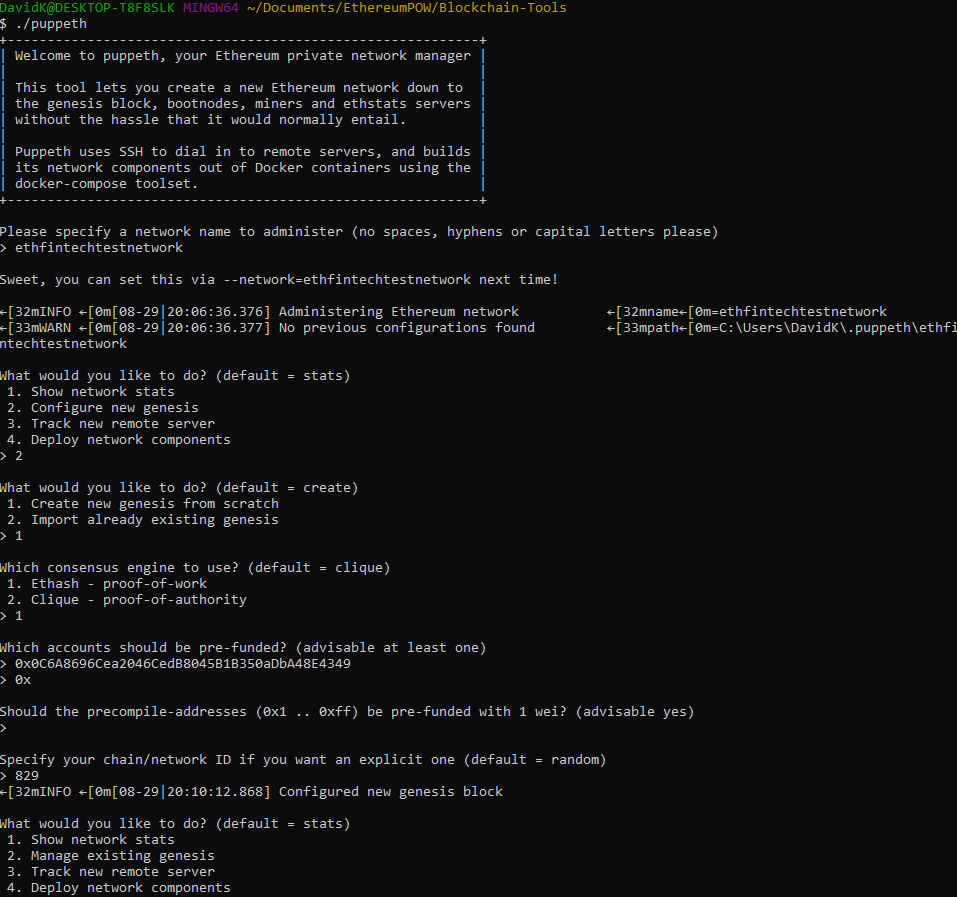 DavidK@DESKTOP-T8F8SLK MINGW64 ~/Documents/EthereumPOW/Blockchain-Tools
$ ./puppeth
+-----------------------------------------------------------+
| Welcome to puppeth, your Ethereum private network manager |
|                                                           |
| This tool lets you create a new Ethereum network down to  |
| the genesis block, bootnodes, miners and ethstats servers |
| without the hassle that it would normally entail.         |
|                                                           |
| Puppeth uses SSH to dial in to remote servers, and builds |
| its network components out of Docker containers using the |
| docker-compose toolset.                                   |
+-----------------------------------------------------------+
Please specify a network name to administer (no spaces, hyphens or capital letters please)
> ethfintechtestnetwork
Sweet, you can set this via --network=ethfintechtestnetwork next time!
←[32mINFO ←[0m[08-29|20:06:36.376] Administering Ethereum network           ←[32mname←[0m=ethfintechtestnetwork
←[33mWARN ←[0m[08-29|20:06:36.377] No previous configurations found         ←[33mpath←[0m=C:\Users\DavidK\.puppeth\ethfi
ntechtestnetwork
What would you like to do? (default = stats)
 1. Show network stats
 2. Configure new genesis
 3. Track new remote server
 4. Deploy network components
> 2
What would you like to do? (default = create)
 1. Create new genesis from scratch
 2. Import already existing genesis
> 1
Which consensus engine to use? (default = clique)
 1. Ethash - proof-of-work
 2. Clique - proof-of-authority
> 1
Which accounts should be pre-funded? (advisable at least one)
> 0x0C6A8696Cea2046CedB8045B1B350aDbA48E4349
> 0x
Should the precompile-addresses (0x1 .. 0xff) be pre-funded with 1 wei? (advisable yes)
>
Specify your chain/network ID if you want an explicit one (default = random)
> 829
←[32mINFO ←[0m[08-29|20:10:12.868] Configured new genesis block
What would you like to do? (default = stats)
 1. Show network stats
 2. Manage existing genesis
 3. Track new remote server
 4. Deploy network components